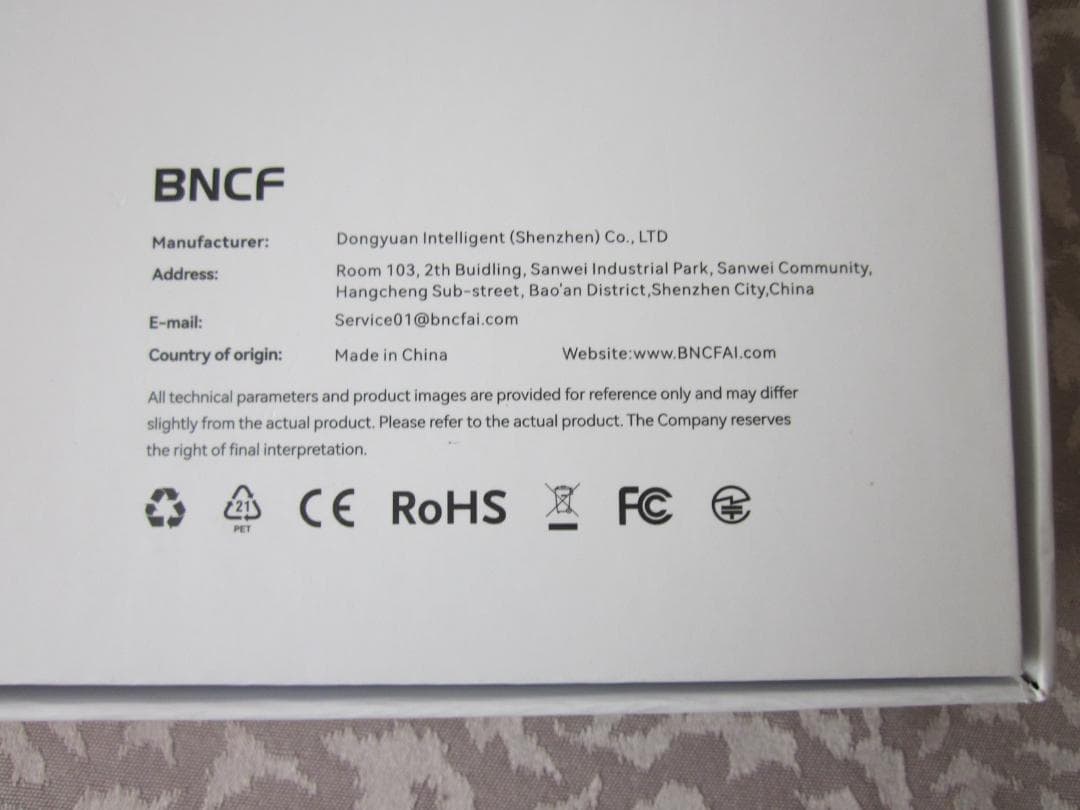 BNCF
Manufacturer: Dongyuan Intelligent (Shenzhen) Co., LTD
Address: Room 103, 2th Buidling, Sanwei Industrial Park, Sanwei Community,
Hangcheng Sub-street, Bao'an District,Shenzhen City,China
E-mail: Service01@bncfai.com
Country of origin: Made in China Website:www.BNCFAI.com
All technical parameters and product images are provided for reference only and may differ
slightly from the actual product. Please refer to the actual product. The Company reserves
the right of final interpretation.
21 PET CE RoHS FC